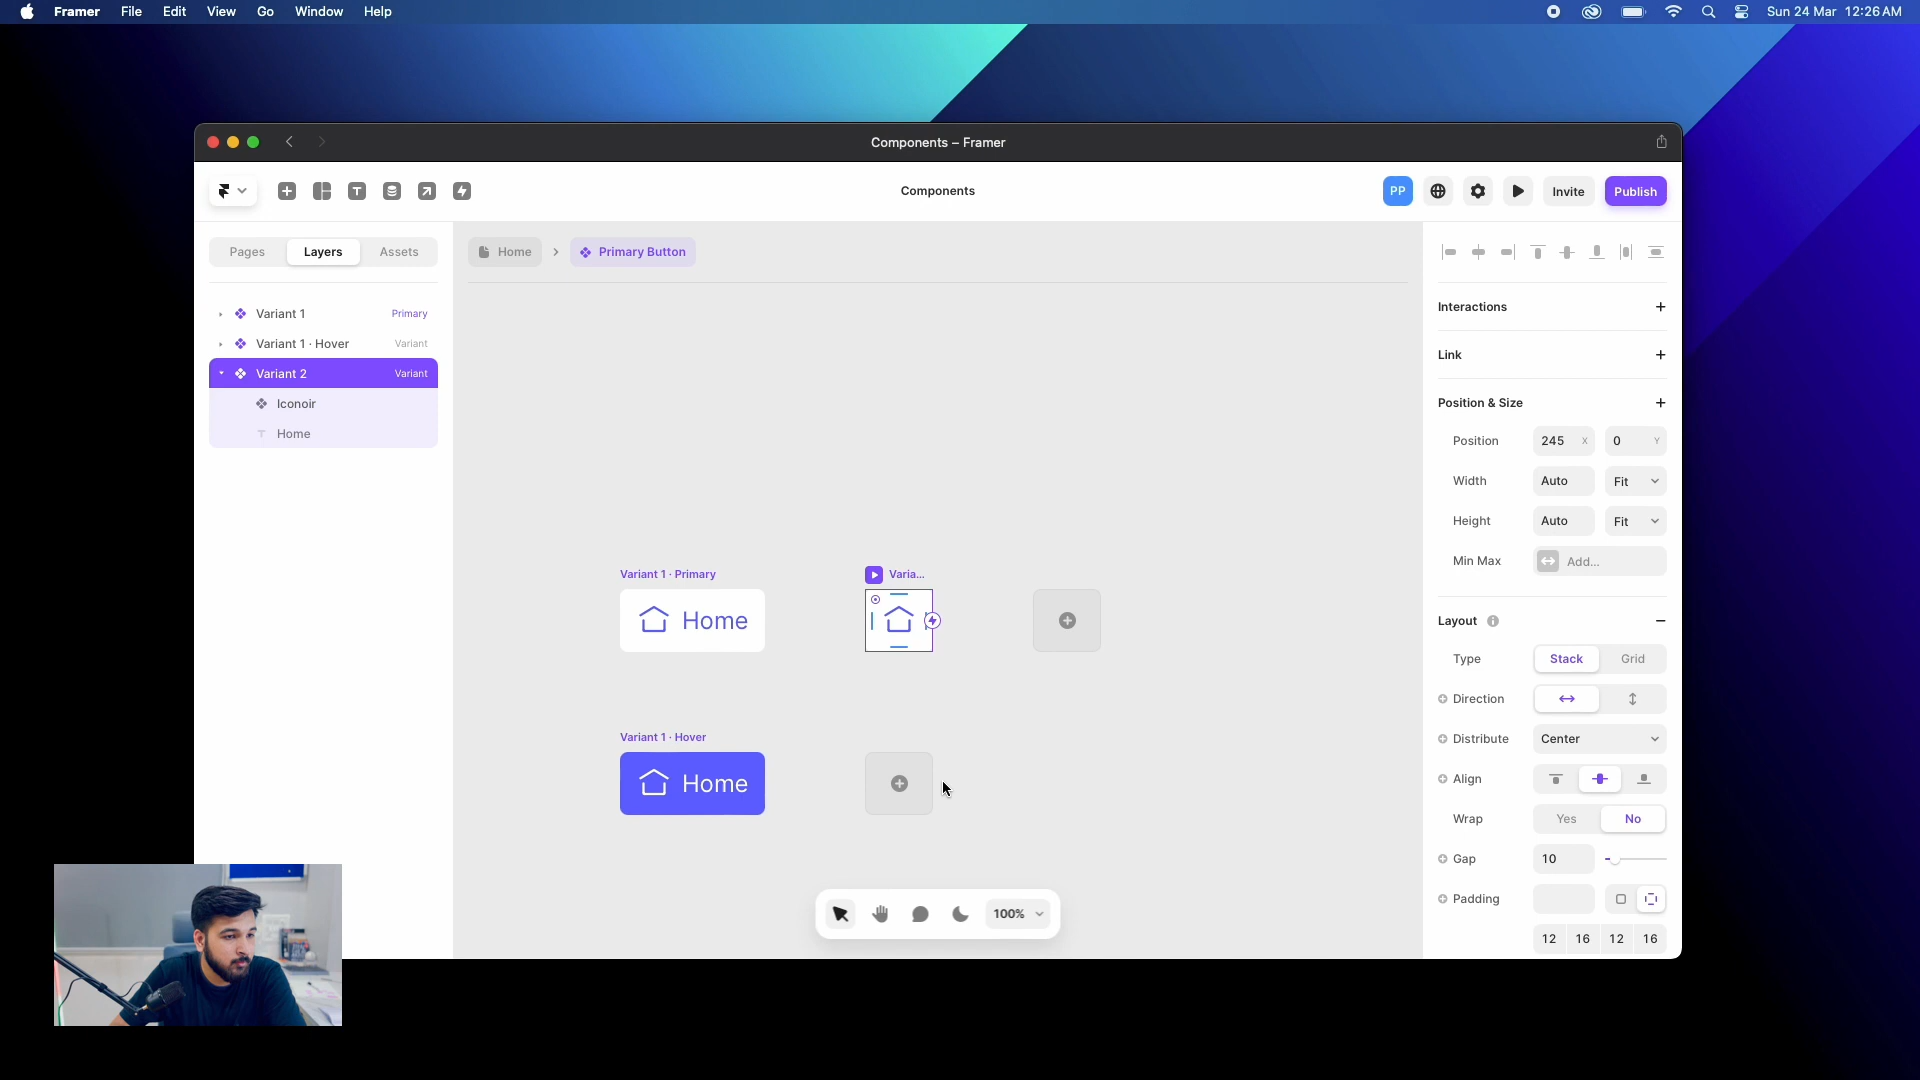 Framer File Edit View Go Window Help Sun 24 Mar 12:26 AM
Components – Framer
Components PP Invite Publish
Pages Layers Assets
Home Primary Button
Variant 1 Primary
Variant 1 · Hover Variant
Variant 2 Variant
Iconoir
Home
Variant 1 · Primary
Home
Varia...
Variant 1 · Hover
Home
100%
Interactions
Link
Position & Size
Position 245 X 0 Y
Width Auto Fit
Height Auto Fit
Min Max Add...
Layout
Type Stack Grid
Direction
Distribute Center
Align
Wrap Yes No
Gap 10
Padding
12 16 12 16